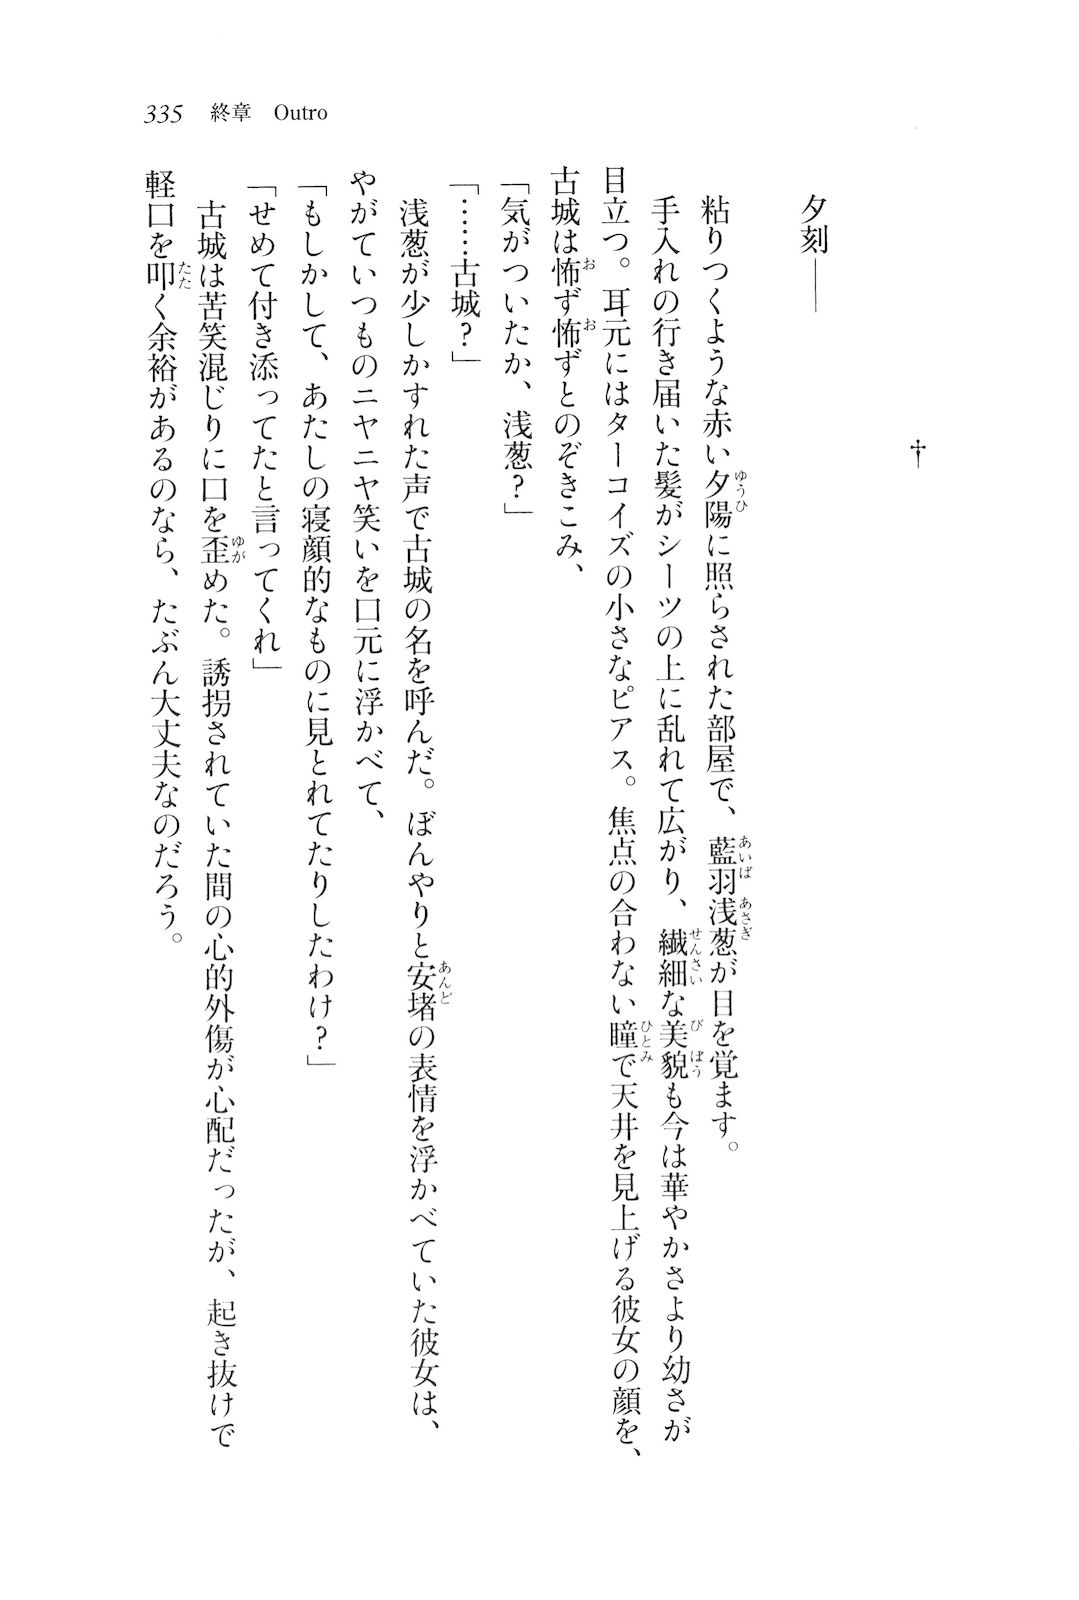 335 終章 Outro
†
夕刻――
粘りつくような赤い夕陽に照らされた部屋で、藍羽浅葱が目を覚ます。
手入れの行き届いた髪がシーツの上に乱れて広がり、繊細な美貌も今は華やかさより幼さが
目立つ。耳元にはターコイズの小さなピアス。焦点の合わない瞳で天井を見上げる彼女の顔を、
古城は怖ず怖ずとのぞきこみ、
「気がついたか、浅葱？」
「……古城？」
浅葱が少しかすれた声で古城の名を呼んだ。ぼんやりと安堵の表情を浮かべていた彼女は、
やがていつものニヤニヤ笑いを口元に浮かべて、
「もしかして、あたしの寝顔的なものに見とれてたりしたわけ？」
「せめて付き添ってたと言ってくれ」
古城は苦笑混じりに口を歪めた。誘拐されていた間の心的外傷が心配だったが、起き抜けで
軽口を叩く余裕があるのなら、たぶん大丈夫なのだろう。